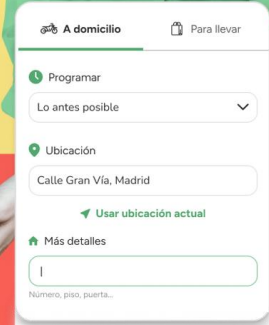 A domicilio
Para llevar
Programar
Lo antes posible
Ubicación
Calle Gran Vía, Madrid
Usar ubicación actual
Más detalles
Número, piso, puerta...